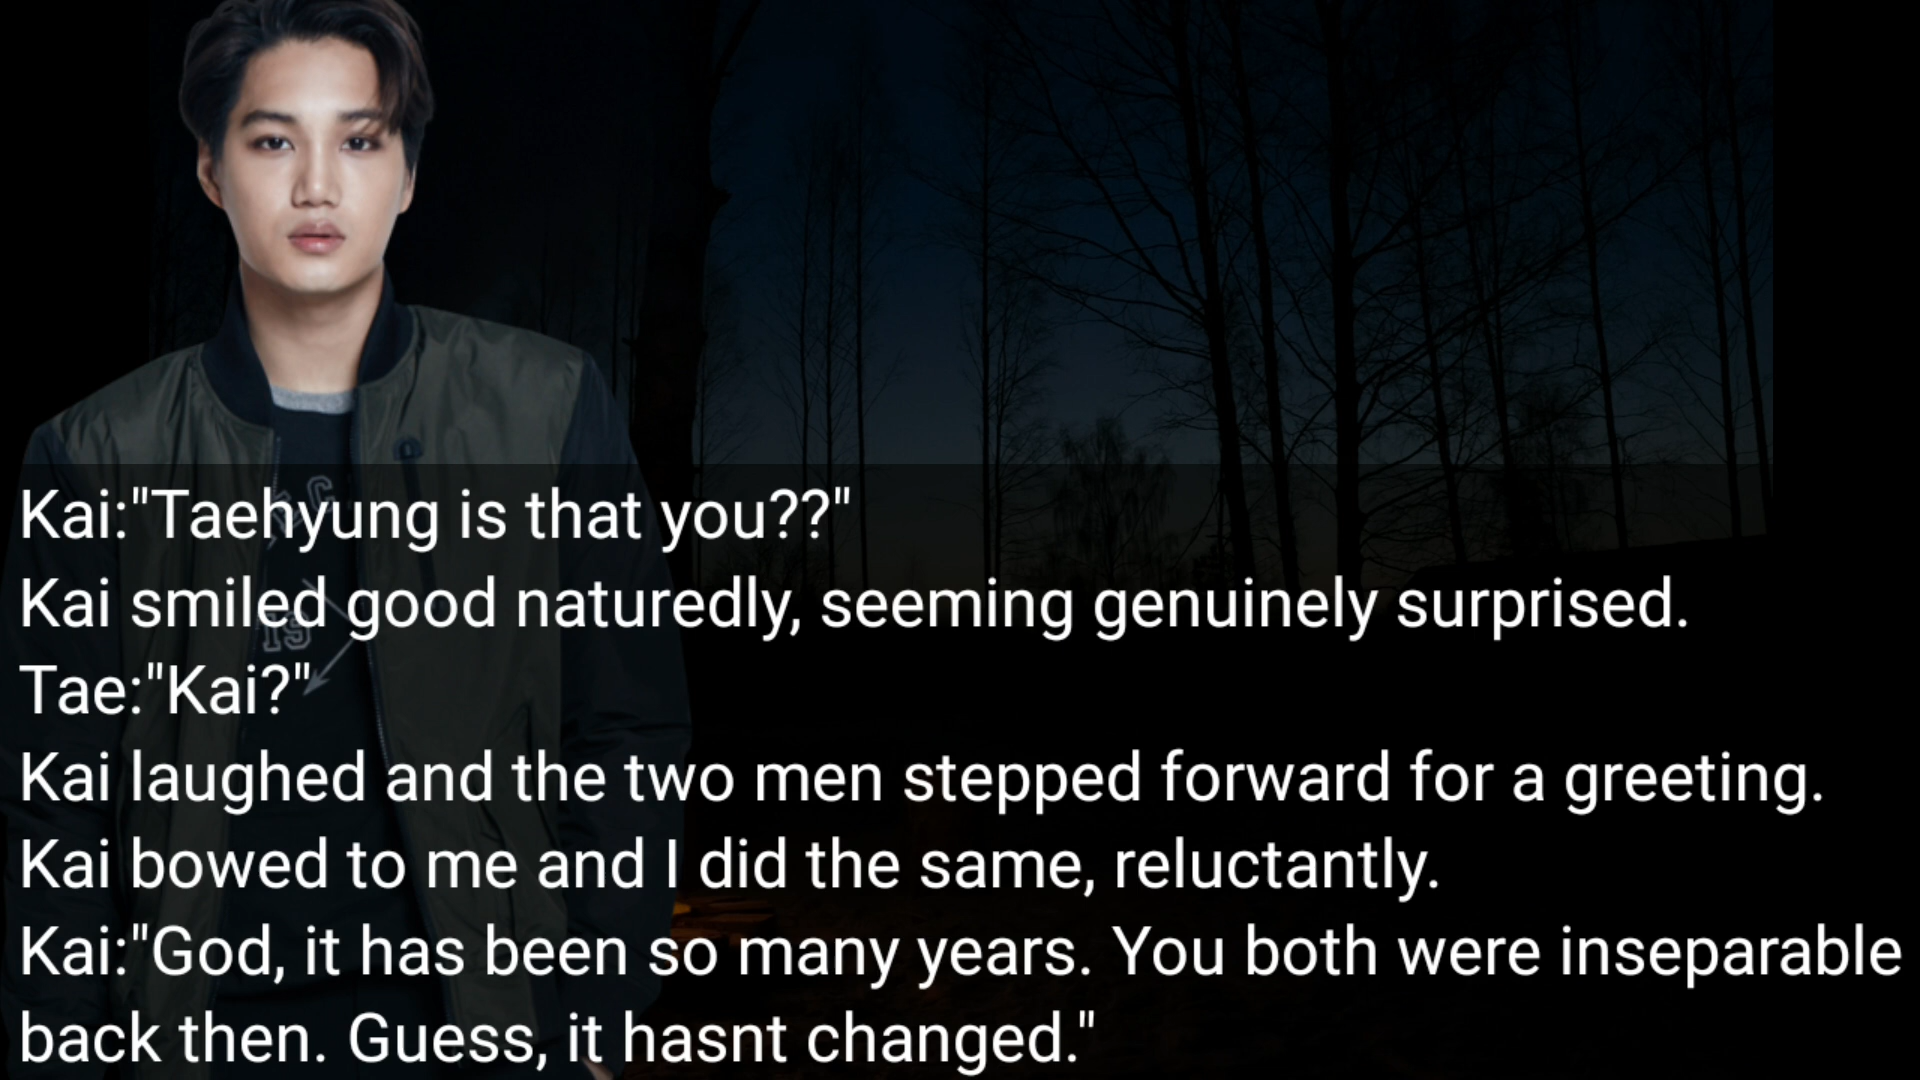 Kai:"Taehyung is that you??"
Kai smiled good naturedly, seeming genuinely surprised.
Tae:"Kai?"
Kai laughed and the two men stepped forward for a greeting.
Kai bowed to me and I did the same, reluctantly.
Kai:"God, it has been so many years. You both were inseparable
back then. Guess, it hasnt changed."